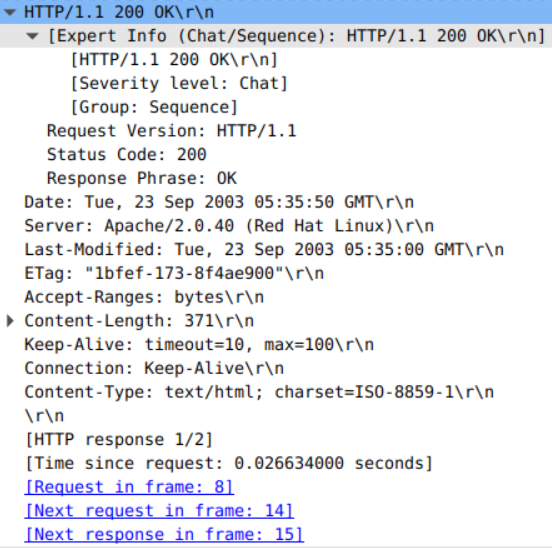 HTTP/1.1 200 OK\r\n
[Expert Info (Chat/Sequence): HTTP/1.1 200 OK\r\n]
[HTTP/1.1 200 OK\r\n]
[Severity level: Chat]
[Group: Sequence]
Request Version: HTTP/1.1
Status Code: 200
Response Phrase: OK
Date: Tue, 23 Sep 2003 05:35:50 GMT\r\n
Server: Apache/2.0.40 (Red Hat Linux)\r\n
Last-Modified: Tue, 23 Sep 2003 05:35:00 GMT\r\n
ETag: "1bfef-173-8f4ae900"\r\n
Accept-Ranges: bytes\r\n
Content-Length: 371\r\n
Keep-Alive: timeout=10, max=100\r\n
Connection: Keep-Alive\r\n
Content-Type: text/html; charset=ISO-8859-1\r\n
\r\n
[HTTP response 1/2]
[Time since request: 0.026634000 seconds]
[Request in frame: 8]
[Next request in frame: 14]
[Next response in frame: 15]